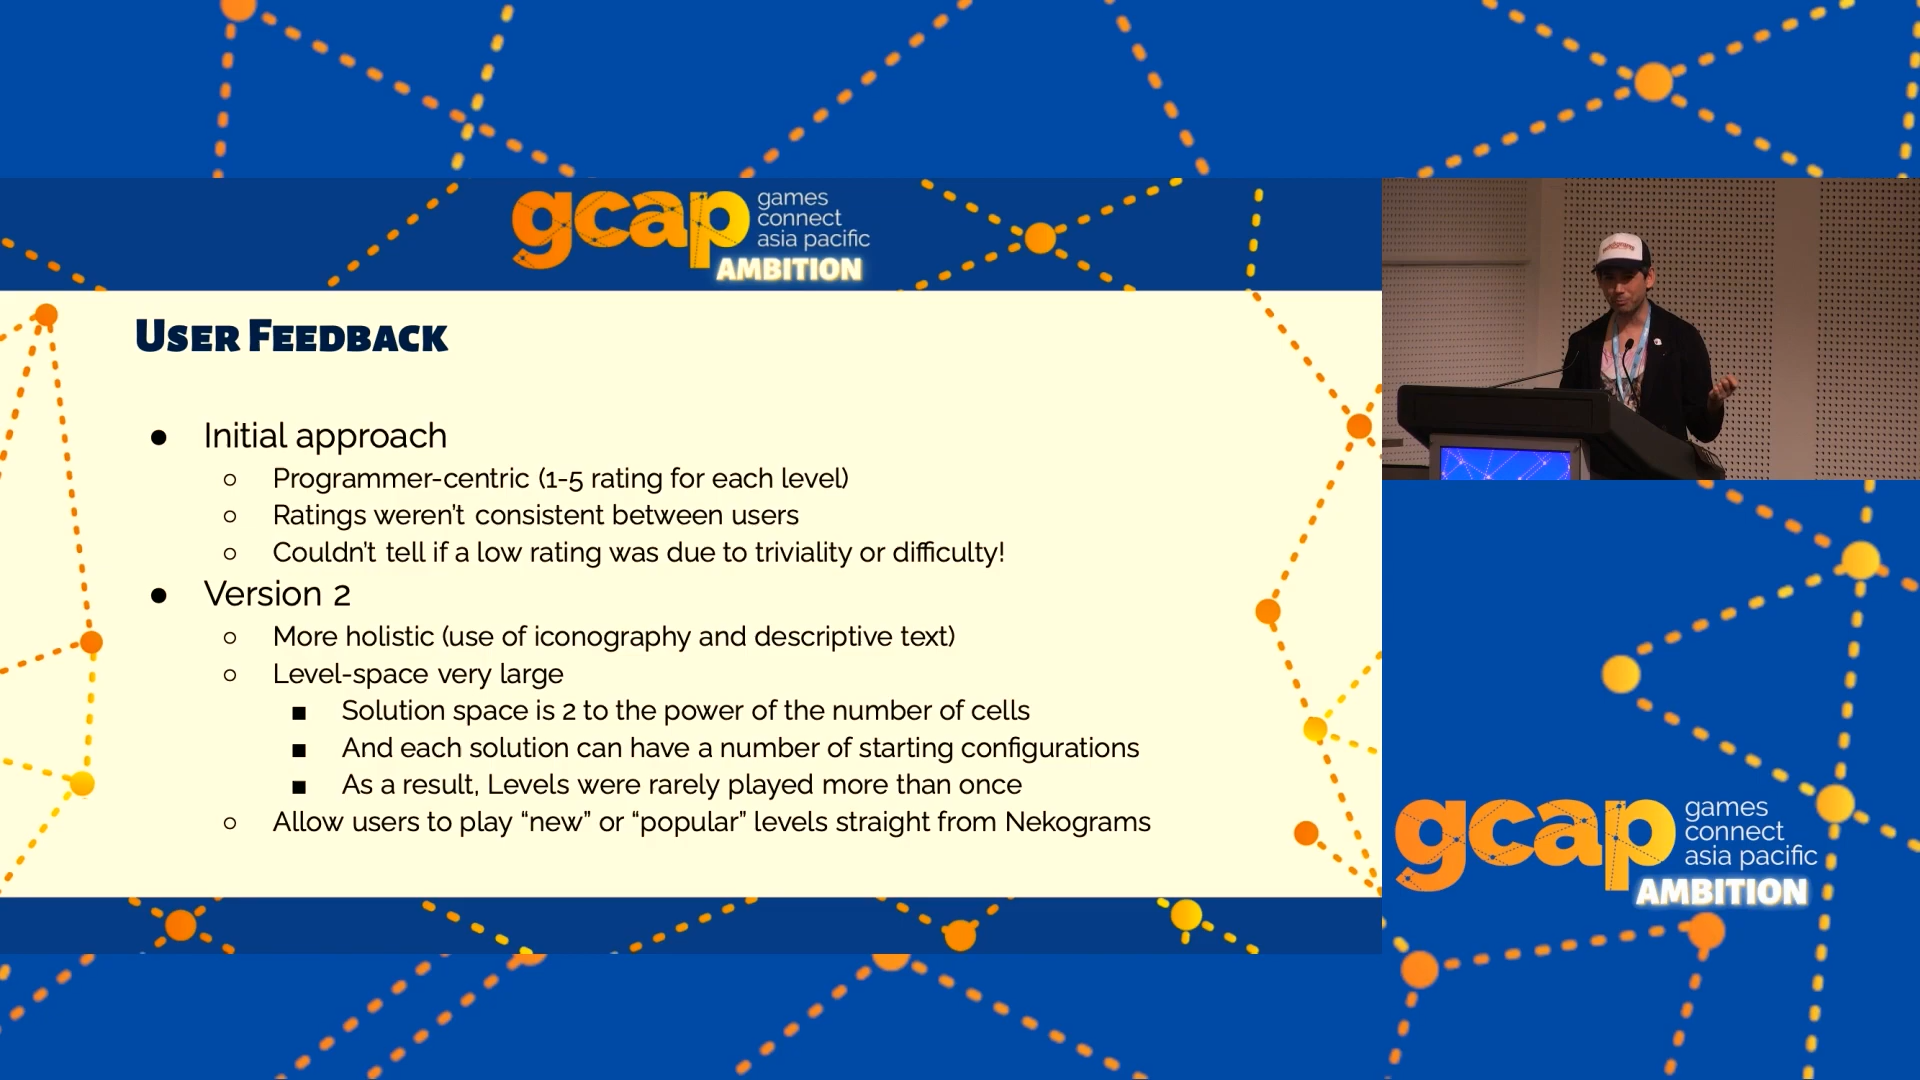 gcap
games
connect
asia pacific
AMBITION
USER FEEDBACK
● Initial approach
○ Programmer-centric (1-5 rating for each level)
○ Ratings weren't consistent between users
○ Couldn't tell if a low rating was due to triviality or difficulty!
● Version 2
○ More holistic (use of iconography and descriptive text)
○ Level-space very large
■ Solution space is 2 to the power of the number of cells
■ And each solution can have a number of starting configurations
■ As a result, Levels were rarely played more than once
○ Allow users to play “new” or “popular” levels straight from Nekograms
gcap
games
connect
asia pacific
AMBITION